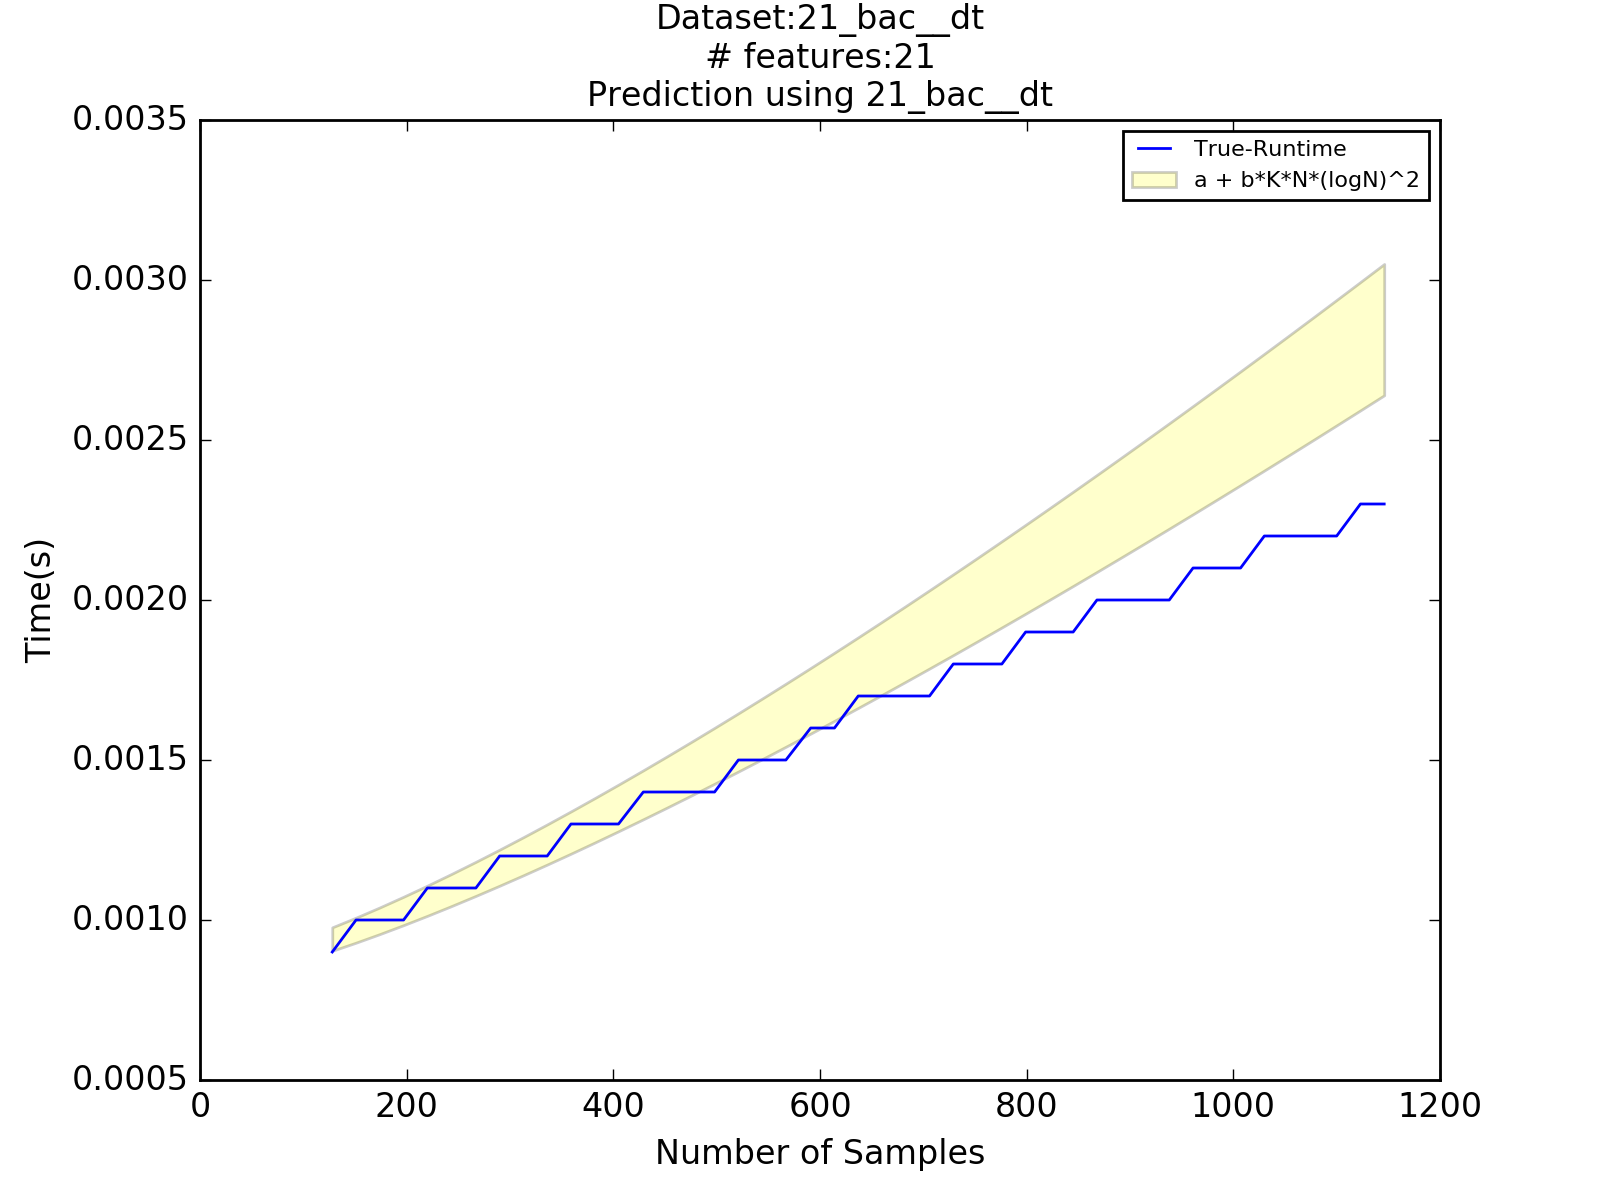 Dataset:21_bac__dt
# features:21
Prediction using 21_bac__dt
0.0035
0.0030
0.0025
0.0020
0.0015
0.0010
0.0005
True-Runtime
a + b*K*N*(logN)^2
Time(s)
0 200 400 600 800 1000 1200
Number of Samples